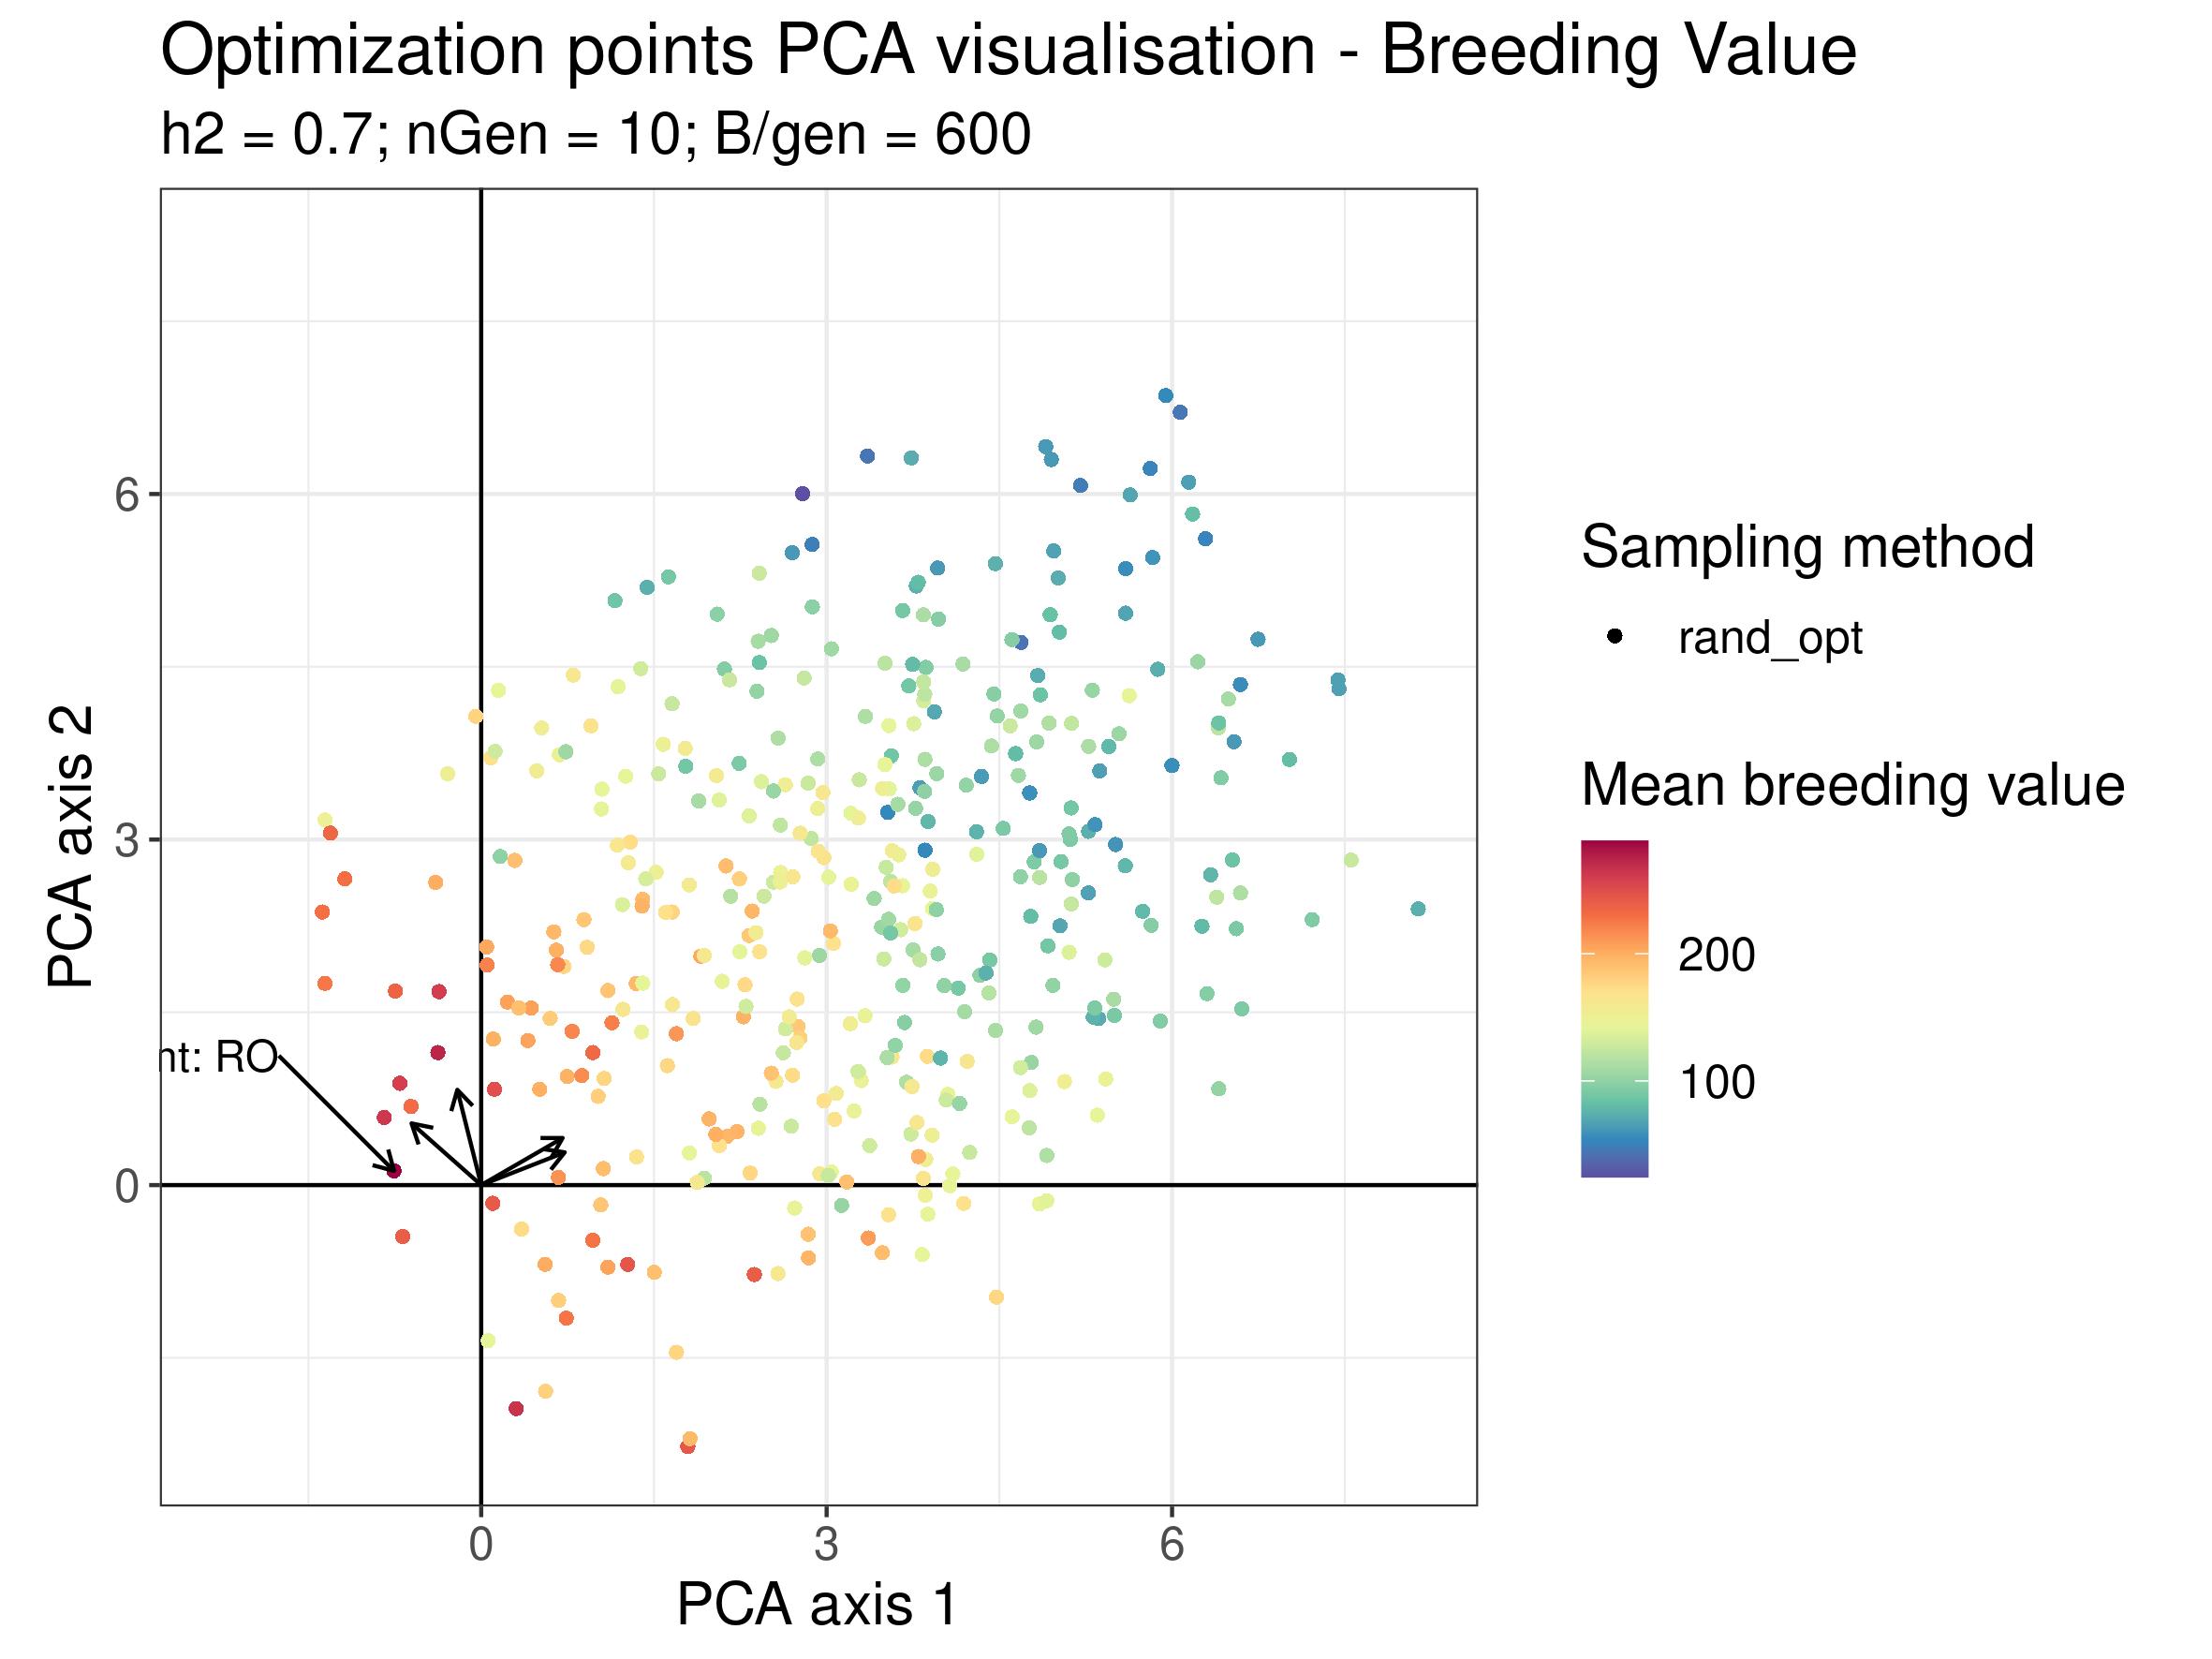 Optimization points PCA visualisation - Breeding Value
h2 = 0.7; nGen = 10; B/gen = 600
PCA axis 2
6
3
0
nt: RO
0
3
6
PCA axis 1
Sampling method
rand_opt
Mean breeding value
200
100